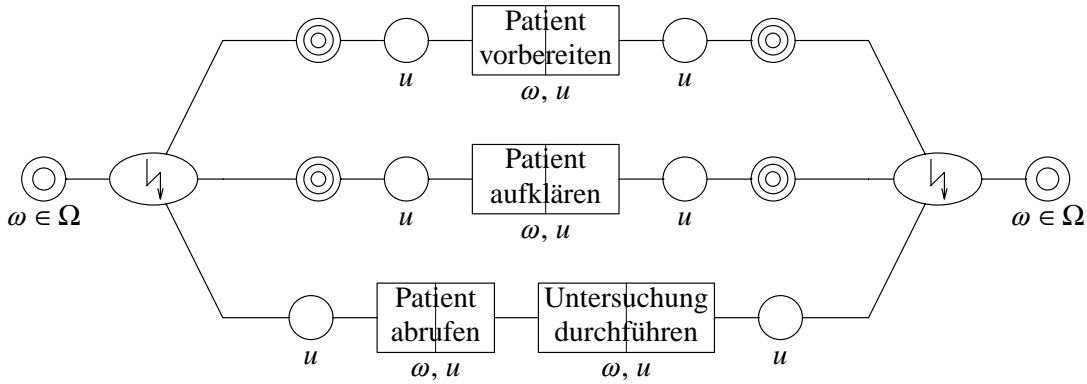 Patient
vorbereiten
u
ω, u
u
Patient
aufklären
ω ∈ Ω
u
ω, u
u
ω ∈ Ω
Patient
abrufen
Untersuchung
durchführen
u
ω, u
ω, u
u